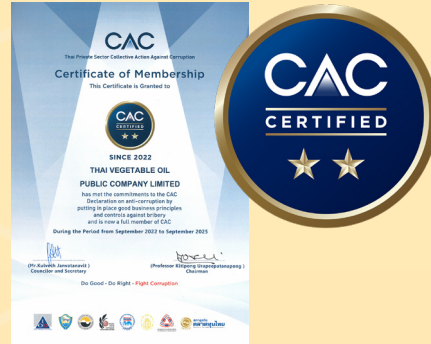 CAC
Thai Private Sector Collective Action Against Corruption
Certificate of Membership
This Certificate is Granted to
CAC
CERTIFIED
SINCE 2022
THAI VEGETABLE OIL
PUBLIC COMPANY LIMITED
has met the commitments to the CAC
Declaration on anti-corruption by
putting in place good business principles
and controls against bribery
and is now a full member of CAC
During the Period from September 2022 to September 2025
(Mr.Kulvech Janvatanavit )
Councilor and Secretary
(Professor Kitipong Urapeepatanapong )
Chairman
Do Good - Do Right - Fight Corruption
CAC
CERTIFIED